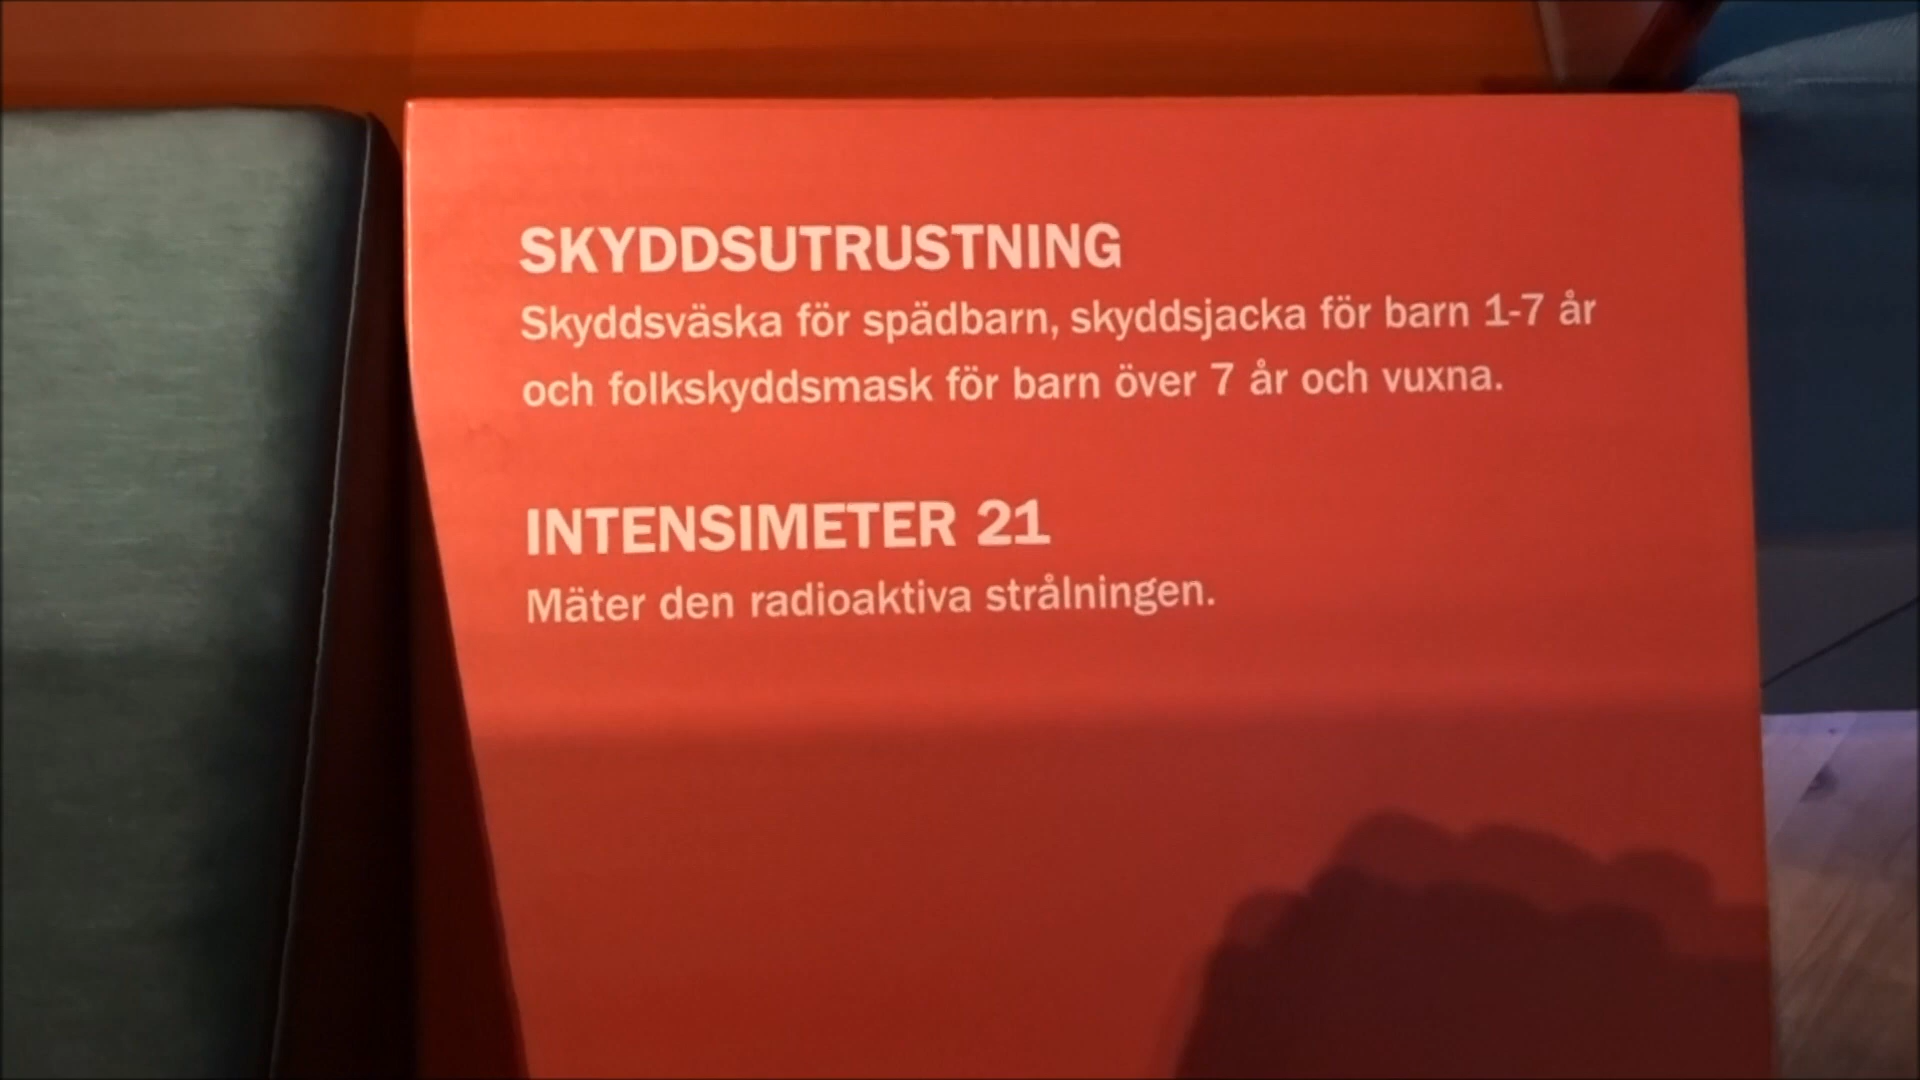 SKYDDSUTRUSTNING
Skyddsväska för spädbarn, skyddsjacka för barn 1-7 år
och folkskyddsmask för barn över 7 år och vuxna.
INTENSIMETER 21
Mäter den radioaktiva strålningen.